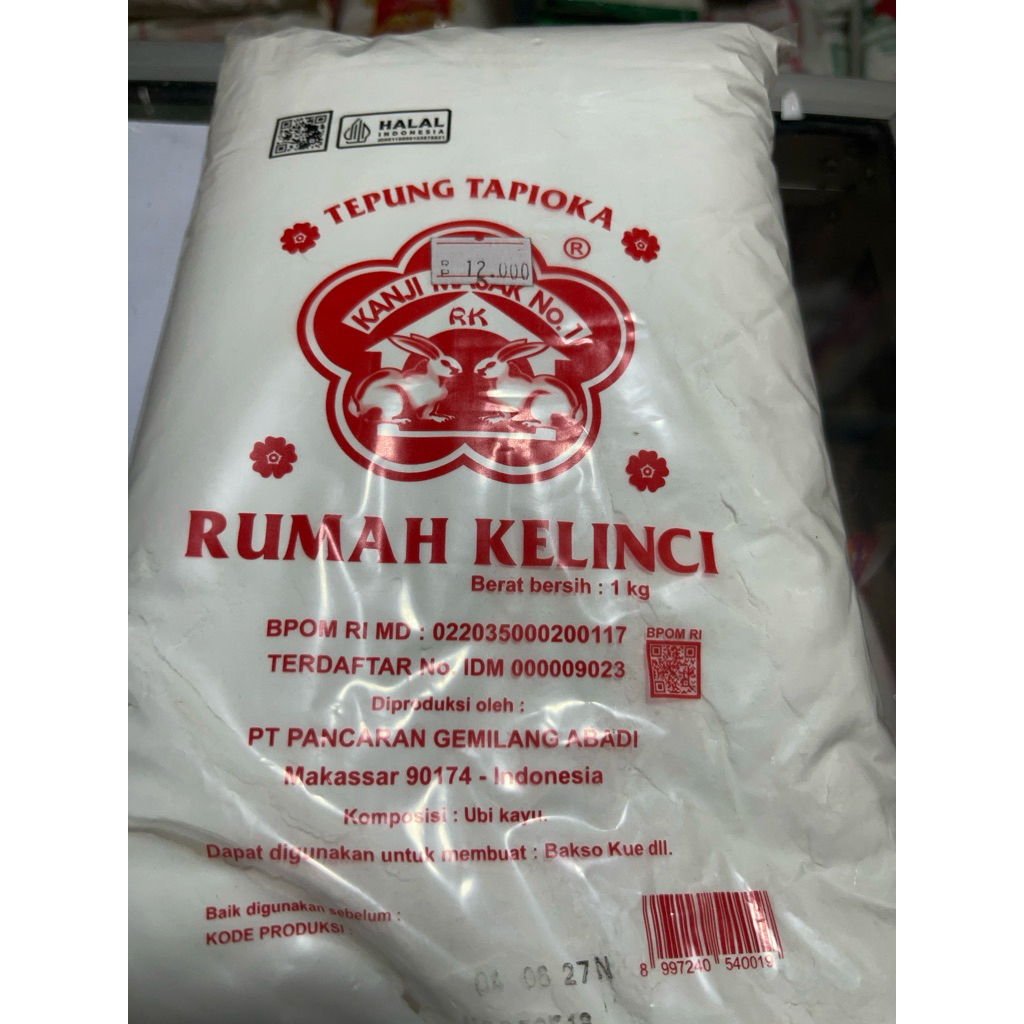 HALAL
INDONESIA
TEPUNG TAPIOKA
®
12.000
KANJI MASAK No.1
RK
RUMAH KELINCI
Berat bersih : 1 kg
BPOM RI MD : 022035000200117
BPOM RI
TERDAFTAR No. IDM 000009023
Diproduksi oleh :
PT PANCARAN GEMILANG ABADI
Makassar 90174 - Indonesia
Komposisi : Ubi kayu.
Dapat digunakan untuk membuat : Bakso Kue dll.
Baik digunakan sebelum :
KODE PRODUKSI :
04 06 27N
8 997240 540019